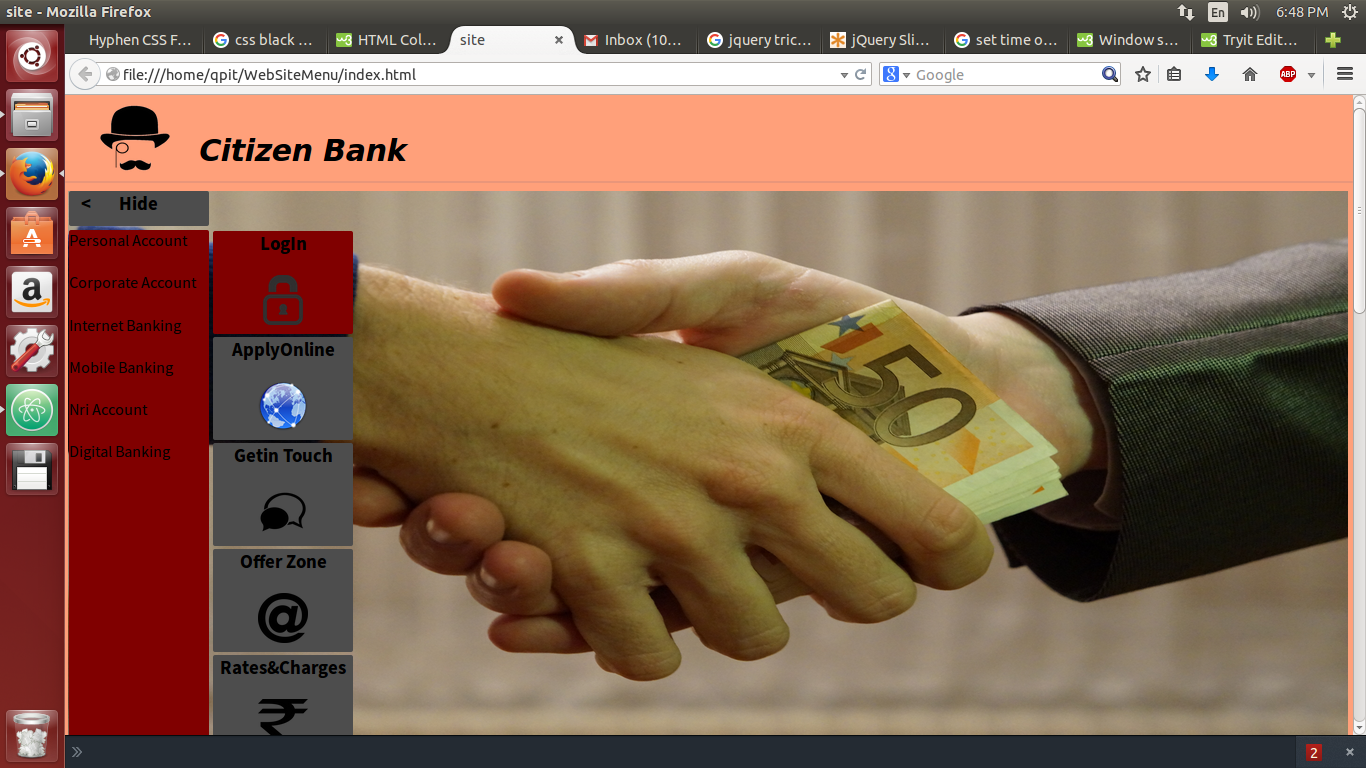 site - Mozilla Firefox
En
6:48 PM
Hyphen CSS F...
css black ...
HTML Col...
site
Inbox (10...
jquery tric...
jQuery Sli...
set time o...
Window s...
Tryit Edit...
file:///home/qpit/WebSiteMenu/index.html
Google
ABP
Citizen Bank
< Hide
Personal Account
Corporate Account
Internet Banking
Mobile Banking
Nri Account
Digital Banking
LogIn
ApplyOnline
Getin Touch
Offer Zone
@
Rates&Charges
₹
50
2